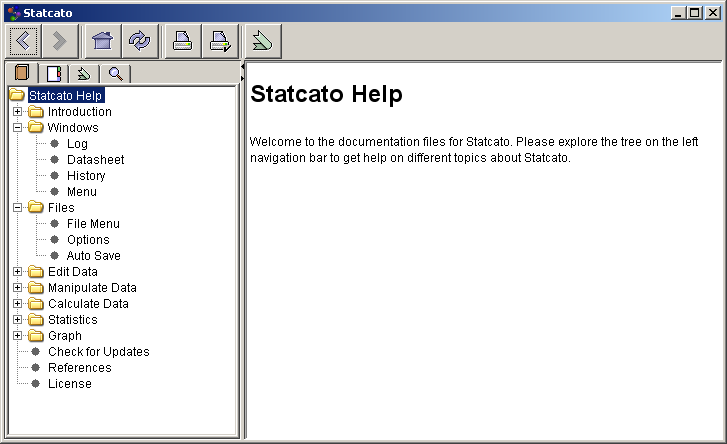 Statcato
Statcato Help
Introduction
Windows
Log
Datasheet
History
Menu
Files
File Menu
Options
Auto Save
Edit Data
Manipulate Data
Calculate Data
Statistics
Graph
Check for Updates
References
License
Statcato Help
Welcome to the documentation files for Statcato. Please explore the tree on the left
navigation bar to get help on different topics about Statcato.